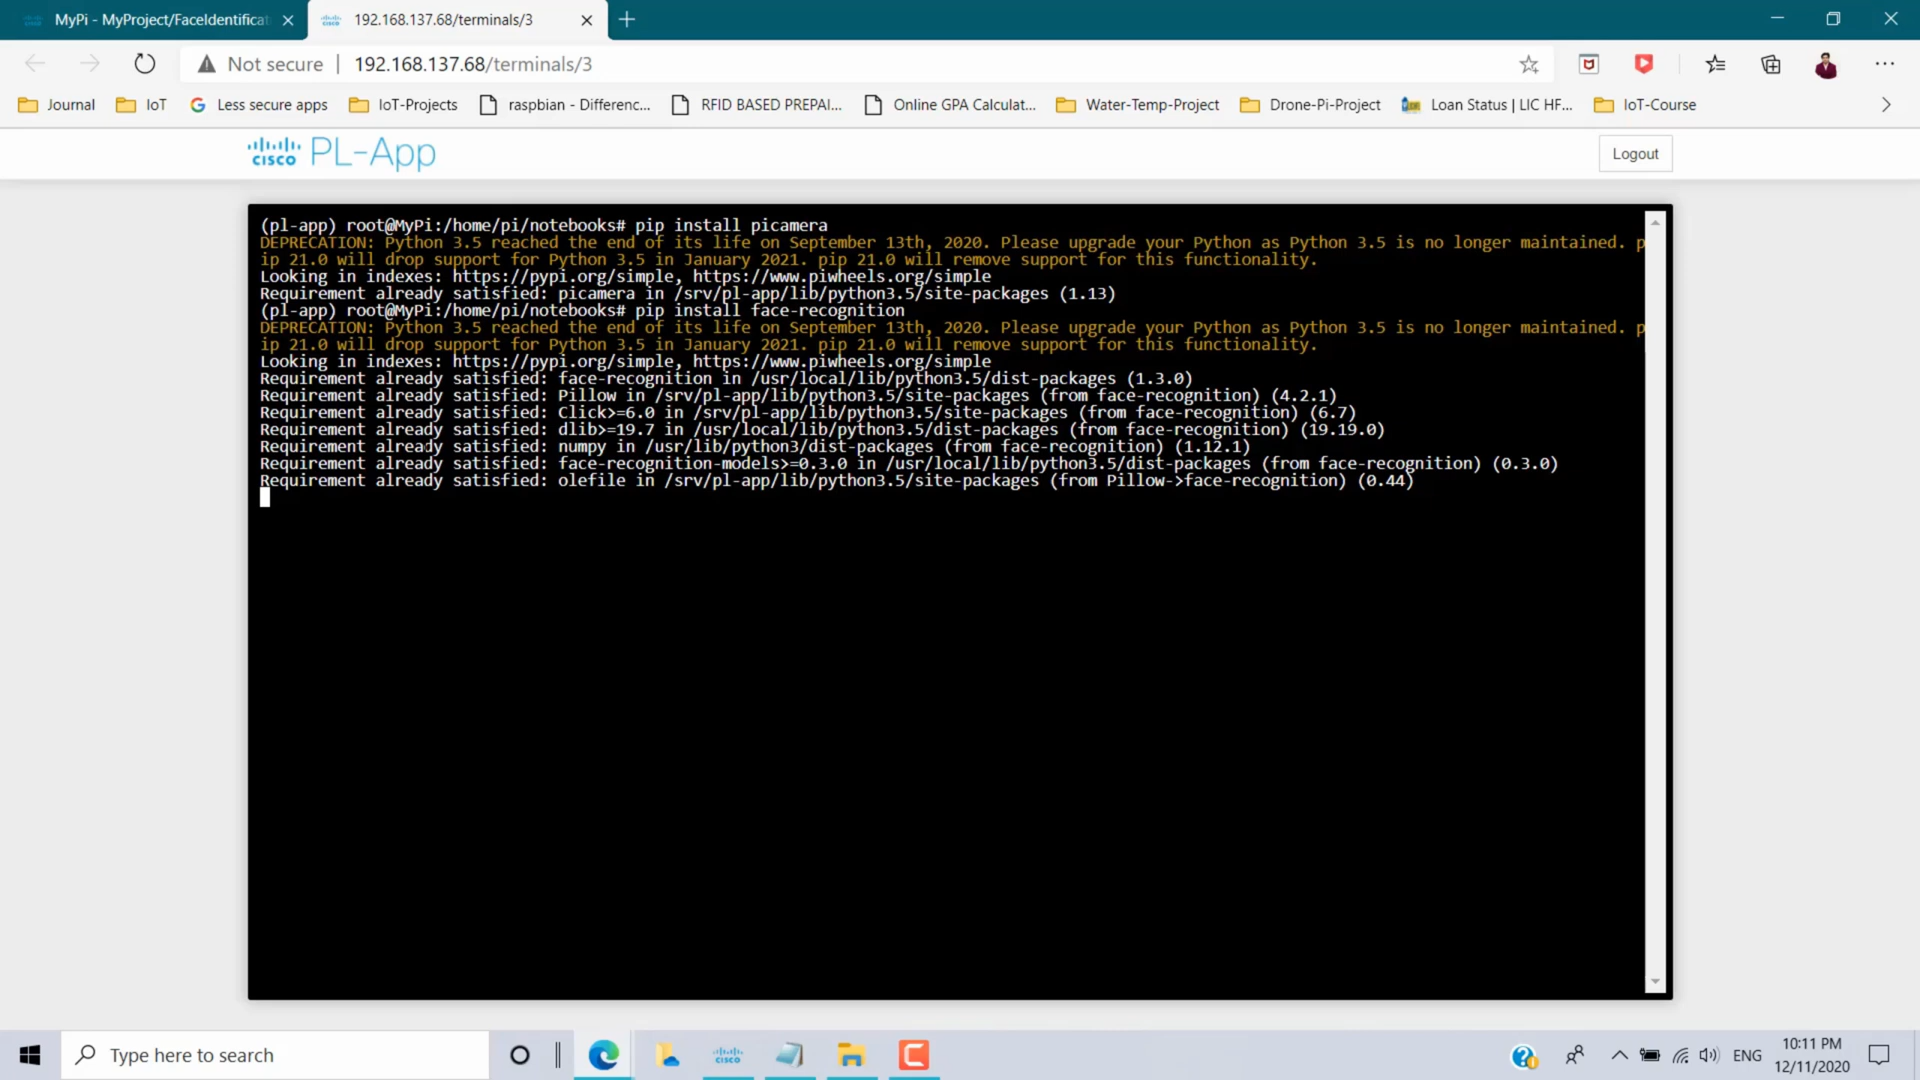 MyPi - MyProject/FaceIdentificat
192.168.137.68/terminals/3
Not secure | 192.168.137.68/terminals/3
Journal IoT Less secure apps IoT-Projects raspbian - Differenc... RFID BASED PREPAI... Online GPA Calculat... Water-Temp-Project Drone-Pi-Project Loan Status | LIC HF... IoT-Course
cisco PL-App
Logout
(pl-app) root@MyPi:/home/pi/notebooks# pip install picamera
DEPRECATION: Python 3.5 reached the end of its life on September 13th, 2020. Please upgrade your Python as Python 3.5 is no longer maintained. p
ip 21.0 will drop support for Python 3.5 in January 2021. pip 21.0 will remove support for this functionality.
Looking in indexes: https://pypi.org/simple, https://www.piwheels.org/simple
Requirement already satisfied: picamera in /srv/pl-app/lib/python3.5/site-packages (1.13)
(pl-app) root@MyPi:/home/pi/notebooks# pip install face-recognition
DEPRECATION: Python 3.5 reached the end of its life on September 13th, 2020. Please upgrade your Python as Python 3.5 is no longer maintained. p
ip 21.0 will drop support for Python 3.5 in January 2021. pip 21.0 will remove support for this functionality.
Looking in indexes: https://pypi.org/simple, https://www.piwheels.org/simple
Requirement already satisfied: face-recognition in /usr/local/lib/python3.5/dist-packages (1.3.0)
Requirement already satisfied: Pillow in /srv/pl-app/lib/python3.5/site-packages (from face-recognition) (4.2.1)
Requirement already satisfied: Click>=6.0 in /srv/pl-app/lib/python3.5/site-packages (from face-recognition) (6.7)
Requirement already satisfied: dlib>=19.7 in /usr/local/lib/python3.5/dist-packages (from face-recognition) (19.19.0)
Requirement already satisfied: numpy in /usr/lib/python3/dist-packages (from face-recognition) (1.12.1)
Requirement already satisfied: face-recognition-models>=0.3.0 in /usr/local/lib/python3.5/dist-packages (from face-recognition) (0.3.0)
Requirement already satisfied: olefile in /srv/pl-app/lib/python3.5/site-packages (from Pillow->face-recognition) (0.44)
Type here to search
cisco
ENG
10:11 PM
12/11/2020